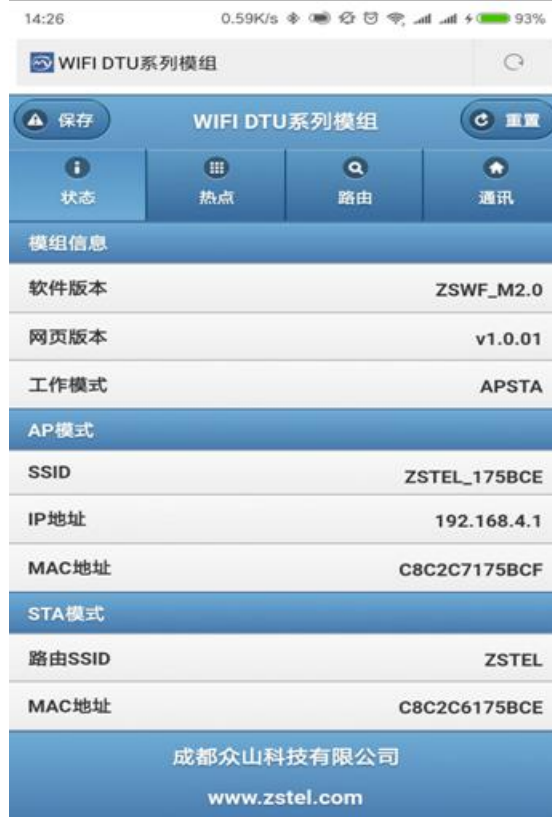 14:26 0.59K/s 93%
WIFI DTU系列模组
保存 WIFI DTU系列模组 重置
状态 热点 路由 通讯
模组信息
软件版本 ZSWF_M2.0
网页版本 v1.0.01
工作模式 APSTA
AP模式
SSID ZSTEL_175BCE
IP地址 192.168.4.1
MAC地址 C8C2C7175BCF
STA模式
路由SSID ZSTEL
MAC地址 C8C2C6175BCE
成都众山科技有限公司
www.zstel.com